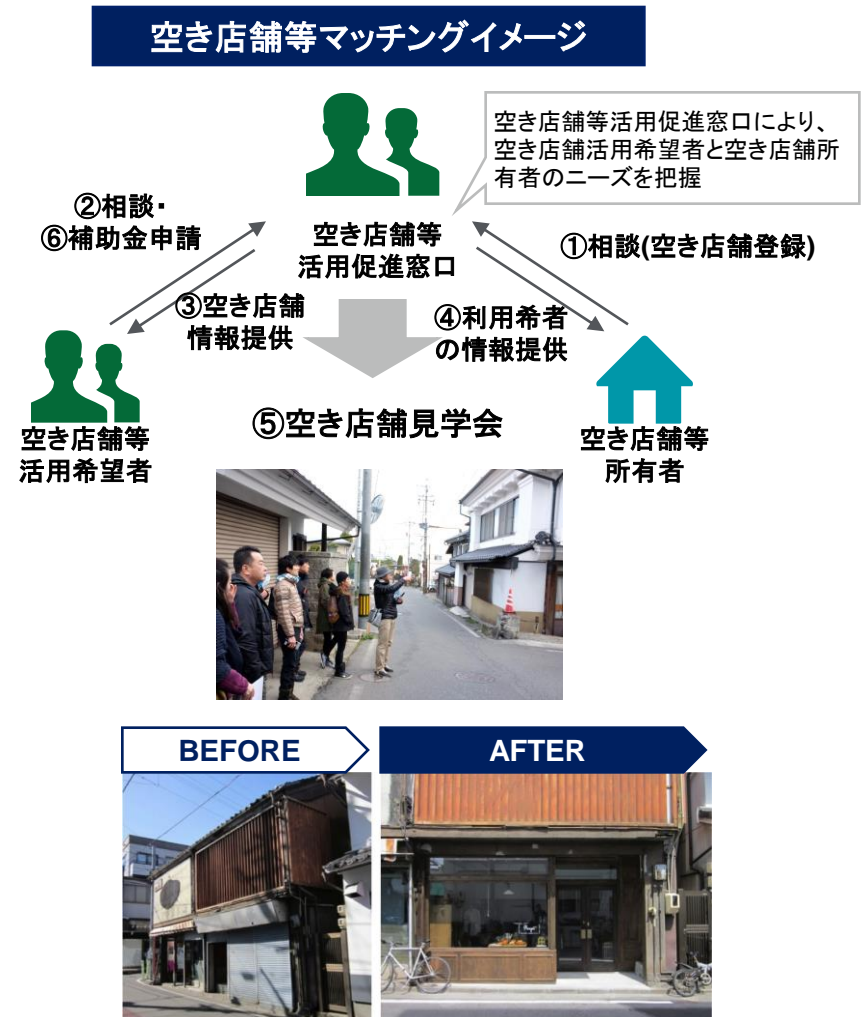 空き店舗等マッチングイメージ
空き店舗等活用促進窓口により、
空き店舗活用希望者と空き店舗所
有者のニーズを把握
②相談・
⑥補助金申請
空き店舗等
活用促進窓口
①相談(空き店舗登録)
③空き店舗
情報提供
④利用希者
の情報提供
空き店舗等
活用希望者
⑤空き店舗見学会
空き店舗等
所有者
BEFORE
AFTER